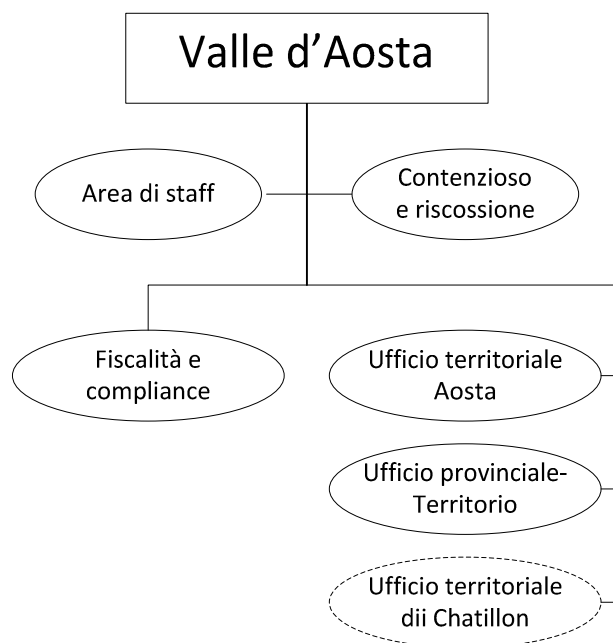 Valle d’Aosta
Area di staff
Contenzioso
e riscossione
Fiscalità e
compliance
Ufficio territoriale
Aosta
Ufficio provinciale-
Territorio
Ufficio territoriale
dii Chatillon